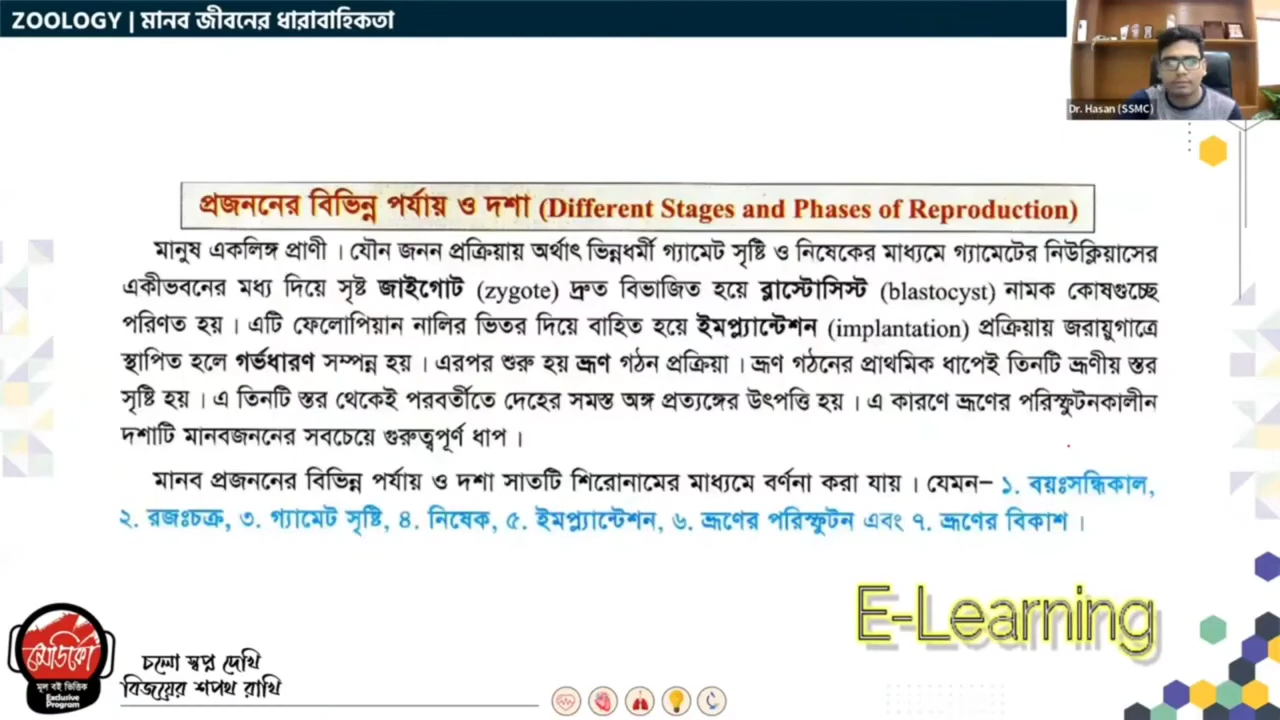 ZOOLOGY | মানব জীবনের ধারাবাহিকতা
Dr. Hasan (SSMC)
প্রজননের বিভিন্ন পর্যায় ও দশা (Different Stages and Phases of Reproduction)
মানুষ একলিঙ্গ প্রাণী । যৌন জনন প্রক্রিয়ায় অর্থাৎ ভিন্নধর্মী গ্যামেট সৃষ্টি ও নিষেকের মাধ্যমে গ্যামেটের নিউক্লিয়াসের
একীভবনের মধ্য দিয়ে সৃষ্ট জাইগোট (zygote) দ্রুত বিভাজিত হয়ে ব্লাস্টোসিস্ট (blastocyst) নামক কোষগুচ্ছে
পরিণত হয় । এটি ফেলোপিয়ান নালির ভিতর দিয়ে বাহিত হয়ে ইমপ্ল্যান্টেশন (implantation) প্রক্রিয়ায় জরায়ুগাত্রে
স্থাপিত হলে গর্ভধারণ সম্পন্ন হয় । এরপর শুরু হয় ভ্রূণ গঠন প্রক্রিয়া । ভ্রূণ গঠনের প্রাথমিক ধাপেই তিনটি ভ্রূণীয় স্তর
সৃষ্টি হয় । এ তিনটি স্তর থেকেই পরবর্তীতে দেহের সমস্ত অঙ্গ প্রত্যঙ্গের উৎপত্তি হয় । এ কারণে ভ্রূণের পরিস্ফুটনকালীন
দশাটি মানবজননের সবচেয়ে গুরুত্বপূর্ণ ধাপ ।
মানব প্রজননের বিভিন্ন পর্যায় ও দশা সাতটি শিরোনামের মাধ্যমে বর্ণনা করা যায় । যেমন– ১. বয়ঃসন্ধিকাল,
২. রজঃচক্র, ৩. গ্যামেট সৃষ্টি, ৪. নিষেক, ৫. ইমপ্ল্যান্টেশন, ৬. ভ্রূণের পরিস্ফুটন এবং ৭. ভ্রূণের বিকাশ ।
E-Learning
মেডিকো
মূল বই ভিত্তিক
Exclusive
Program
চলো স্বপ্ন দেখি
বিজয়ের শপথ রাখি